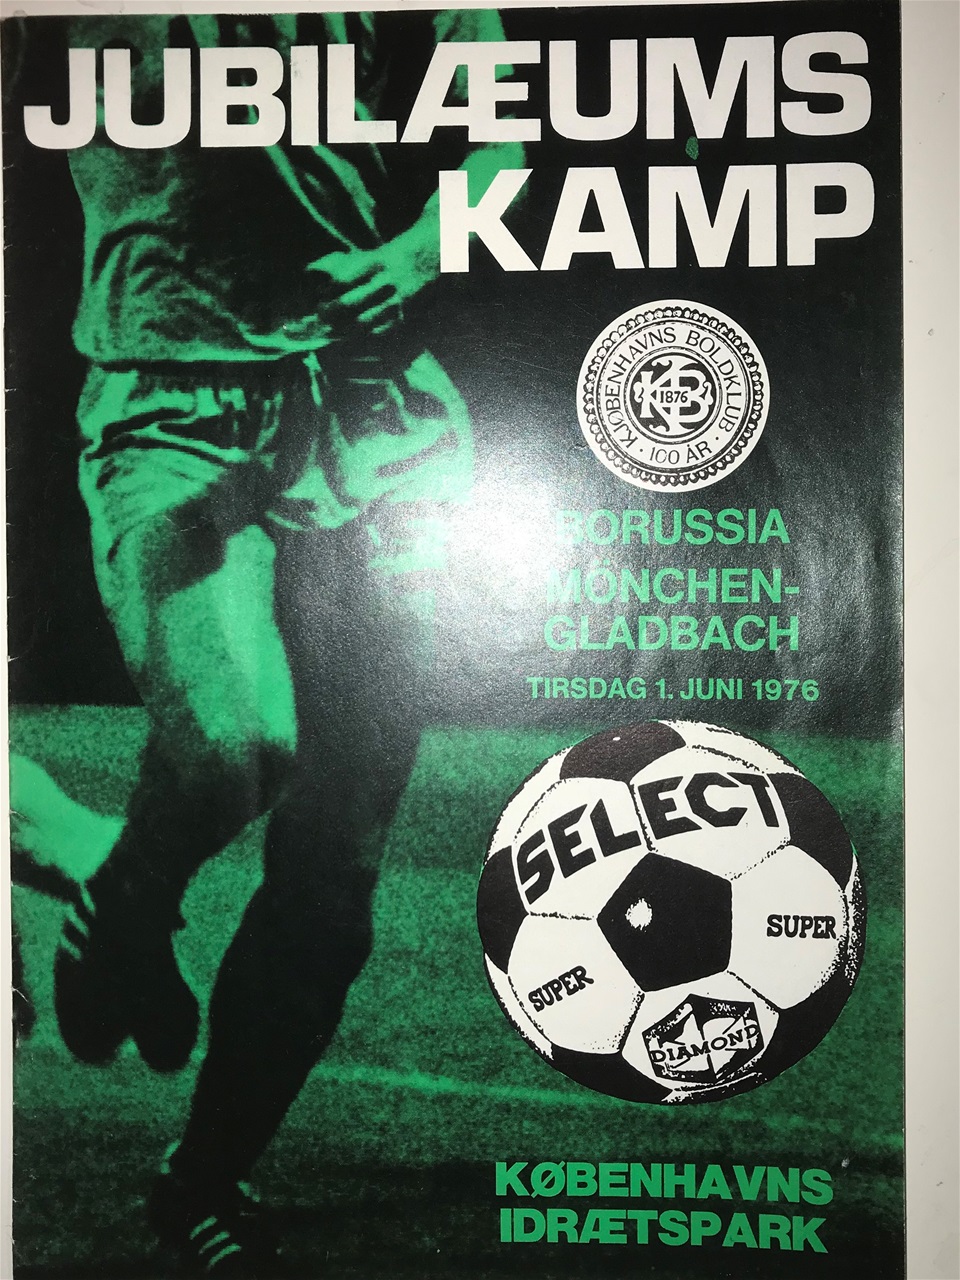 JUBILÆUMS
KAMP
KJØBENHAVNS BOLDKLUB
KB
1876
· 100 ÅR ·
BORUSSIA
MÖNCHEN-
GLADBACH
TIRSDAG 1. JUNI 1976
SELECT
SUPER
SUPER
DIAMOND
KØBENHAVNS
IDRÆTSPARK